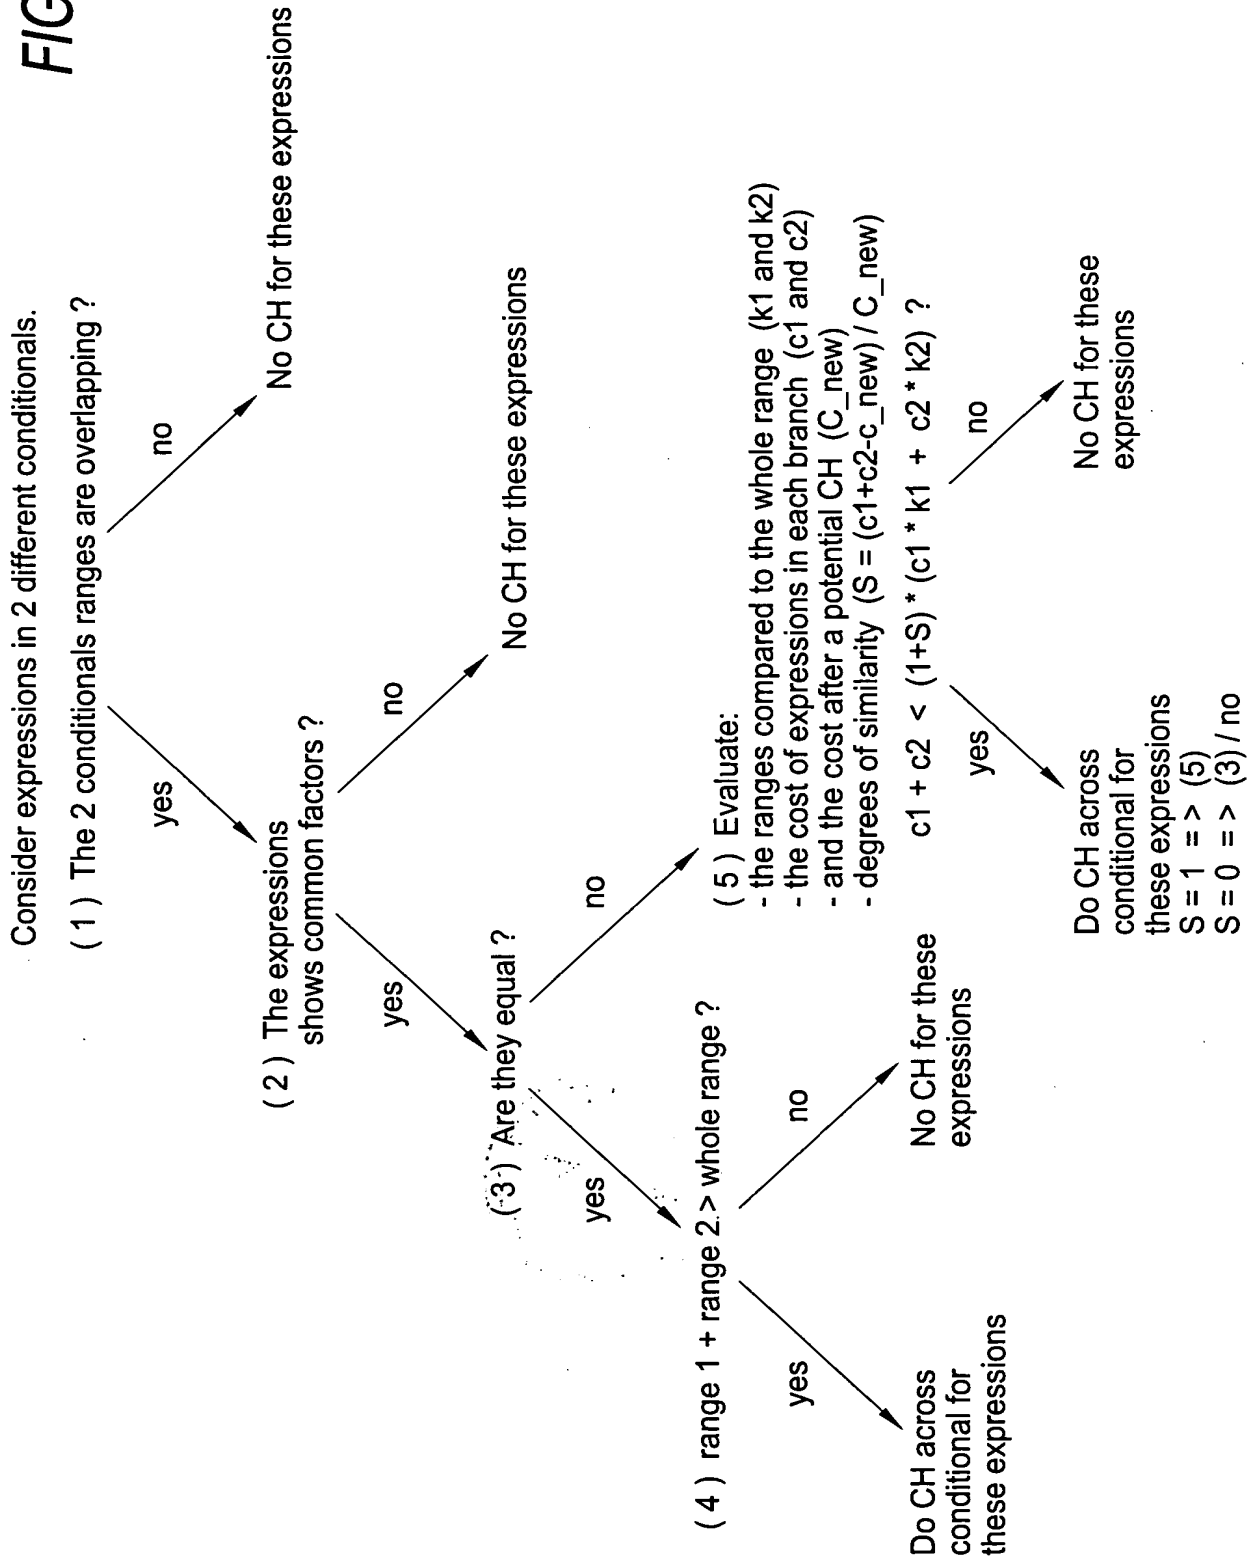 FIG
Consider expressions in 2 different conditionals.
( 1 ) The 2 conditionals ranges are overlapping ?
yes
no
No CH for these expressions
( 2 ) The expressions
shows common factors ?
yes
no
No CH for these expressions
( 3 ) Are they equal ?
yes
no
( 4 ) range 1 + range 2 > whole range ?
yes
no
Do CH across
conditional for
these expressions
No CH for these
expressions
( 5 ) Evaluate:
- the ranges compared to the whole range (k1 and k2)
- the cost of expressions in each branch (c1 and c2)
- and the cost after a potential CH (C_new)
- degrees of similarity (S = (c1+c2-c_new) / C_new)
c1 + c2 < (1+S) * (c1 * k1 + c2 * k2) ?
yes
no
Do CH across
conditional for
these expressions
S = 1 = > (5)
S = 0 = > (3) / no
No CH for these
expressions